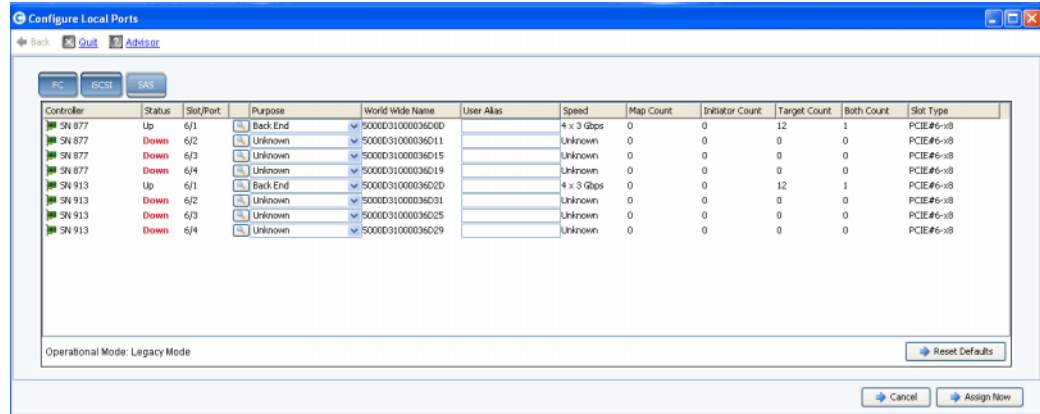 Configure Local Ports
Back Quit Advisor
FC iSCSI SAS
Controller Status Slot/Port Purpose World Wide Name User Alias Speed Map Count Initiator Count Target Count Both Count Slot Type
SN 877 Up 6/1 Back End 5000D31000036D0D 4 x 3 Gbps 0 0 12 1 PCIE#6-x8
SN 877 Down 6/2 Unknown 5000D31000036D11 Unknown 0 0 0 0 PCIE#6-x8
SN 877 Down 6/3 Unknown 5000D31000036D15 Unknown 0 0 0 0 PCIE#6-x8
SN 877 Down 6/4 Unknown 5000D31000036D19 Unknown 0 0 0 0 PCIE#6-x8
SN 913 Up 6/1 Back End 5000D31000036D2D 4 x 3 Gbps 0 0 12 1 PCIE#6-x8
SN 913 Down 6/2 Unknown 5000D31000036D31 Unknown 0 0 0 0 PCIE#6-x8
SN 913 Down 6/3 Unknown 5000D31000036D25 Unknown 0 0 0 0 PCIE#6-x8
SN 913 Down 6/4 Unknown 5000D31000036D29 Unknown 0 0 0 0 PCIE#6-x8
Operational Mode: Legacy Mode
Reset Defaults
Cancel Assign Now